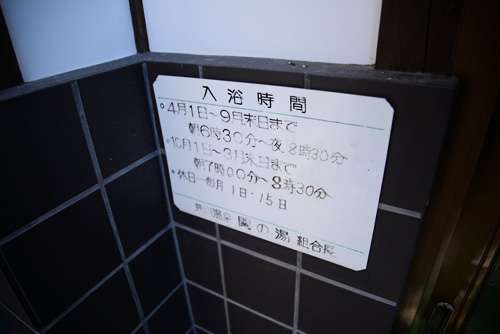 入浴時間
•4月1日～9月末日まで
朝6時30分～夜8時30分
•10月1日～3月末日まで
朝7時00分～8時30分
•休日－毎月1日・15日
の湯 組合長